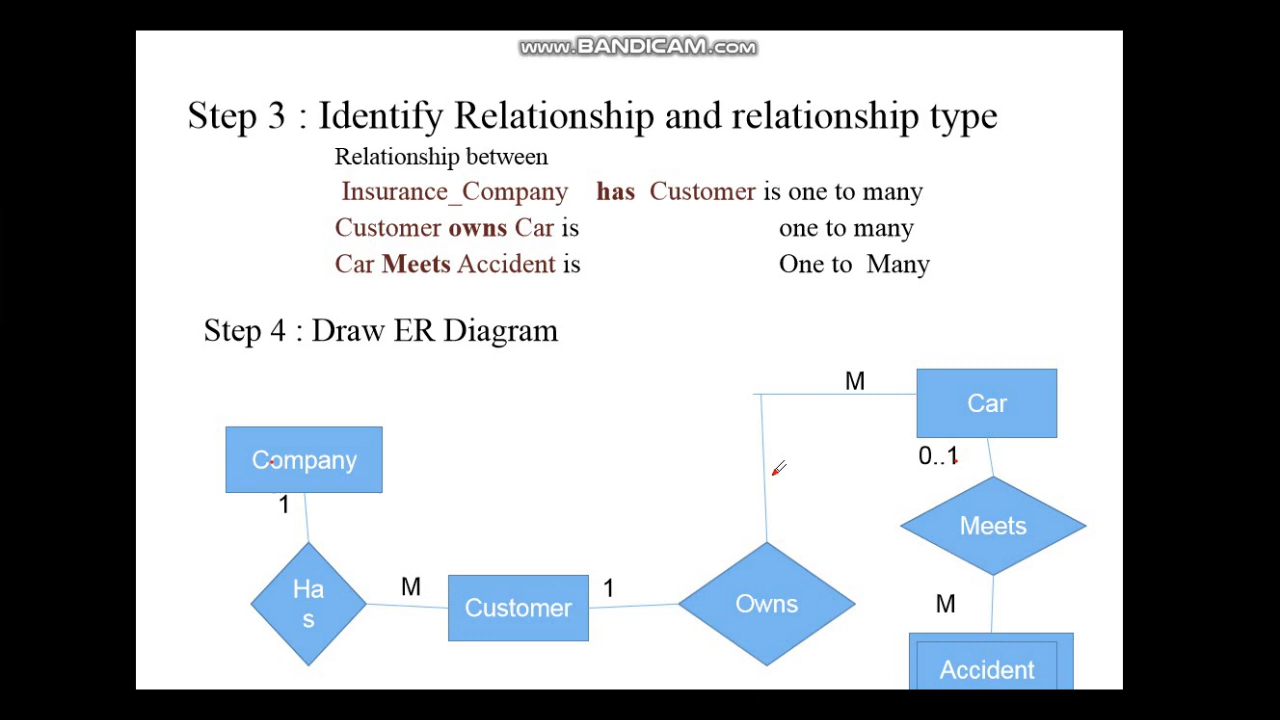 www.BANDICAM.com
Step 3 : Identify Relationship and relationship type
Relationship between
Insurance_Company has Customer is one to many
Customer owns Car is one to many
Car Meets Accident is One to Many
Step 4 : Draw ER Diagram
M
Car
Company
0..1
1
Meets
Ha
s
M
Customer
1
Owns
M
Accident